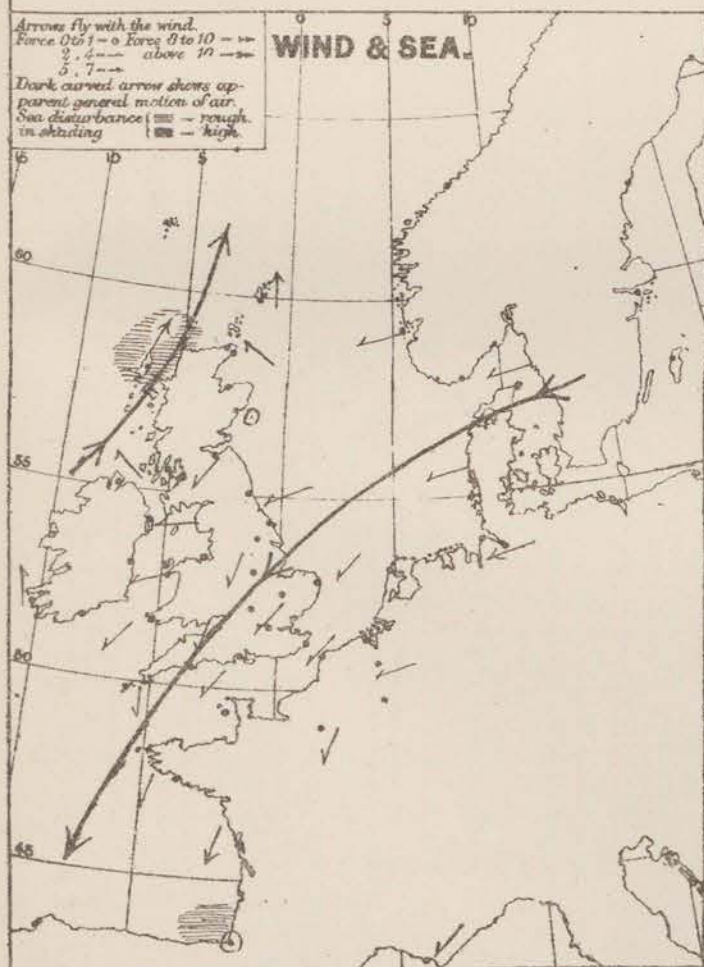 0 5 10
Arrows fly with the wind.
Force 0 to 1 — o Force 8 to 10 —
2 . 4 — above 10 —
5 . 7 —
WIND & SEA.
Dark curved arrow shows ap-
parent general motion of air.
Sea disturbance { — rough.
in shading — high.
15 10 5
60
55
50
45